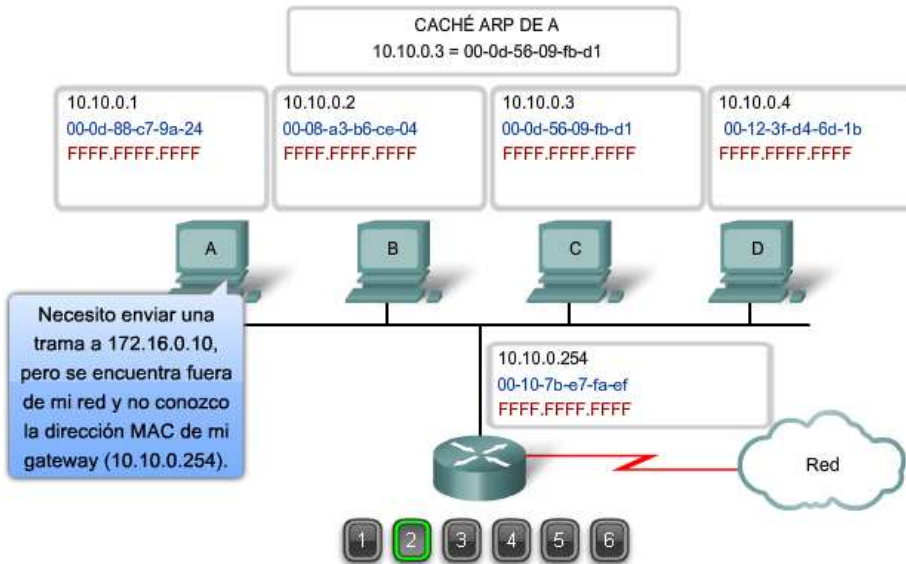 CACHÉ ARP DE A
10.10.0.3 = 00-0d-56-09-fb-d1
10.10.0.1
00-0d-88-c7-9a-24
FFFF.FFFF.FFFF
10.10.0.2
00-08-a3-b6-ce-04
FFFF.FFFF.FFFF
10.10.0.3
00-0d-56-09-fb-d1
FFFF.FFFF.FFFF
10.10.0.4
00-12-3f-d4-6d-1b
FFFF.FFFF.FFFF
A
B
C
D
Necesito enviar una
trama a 172.16.0.10,
pero se encuentra fuera
de mi red y no conozco
la dirección MAC de mi
gateway (10.10.0.254).
10.10.0.254
00-10-7b-e7-fa-ef
FFFF.FFFF.FFFF
Red
1 2 3 4 5 6